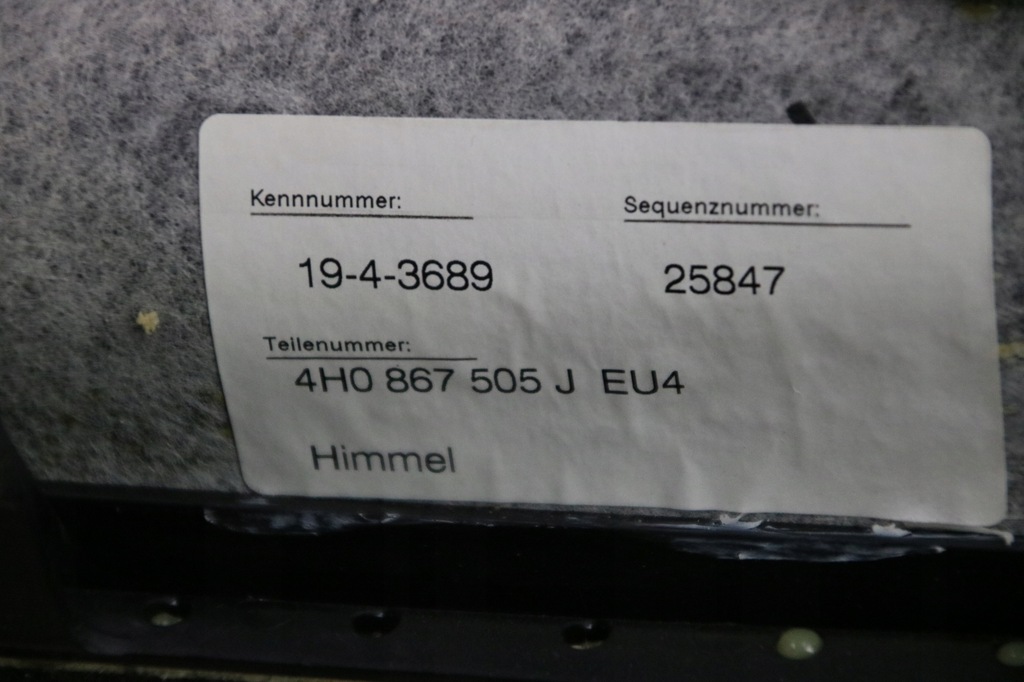 Kennnummer:
Sequenznummer:
19-4-3689
25847
Teilenummer:
4H0 867 505 J EU4
Himmel